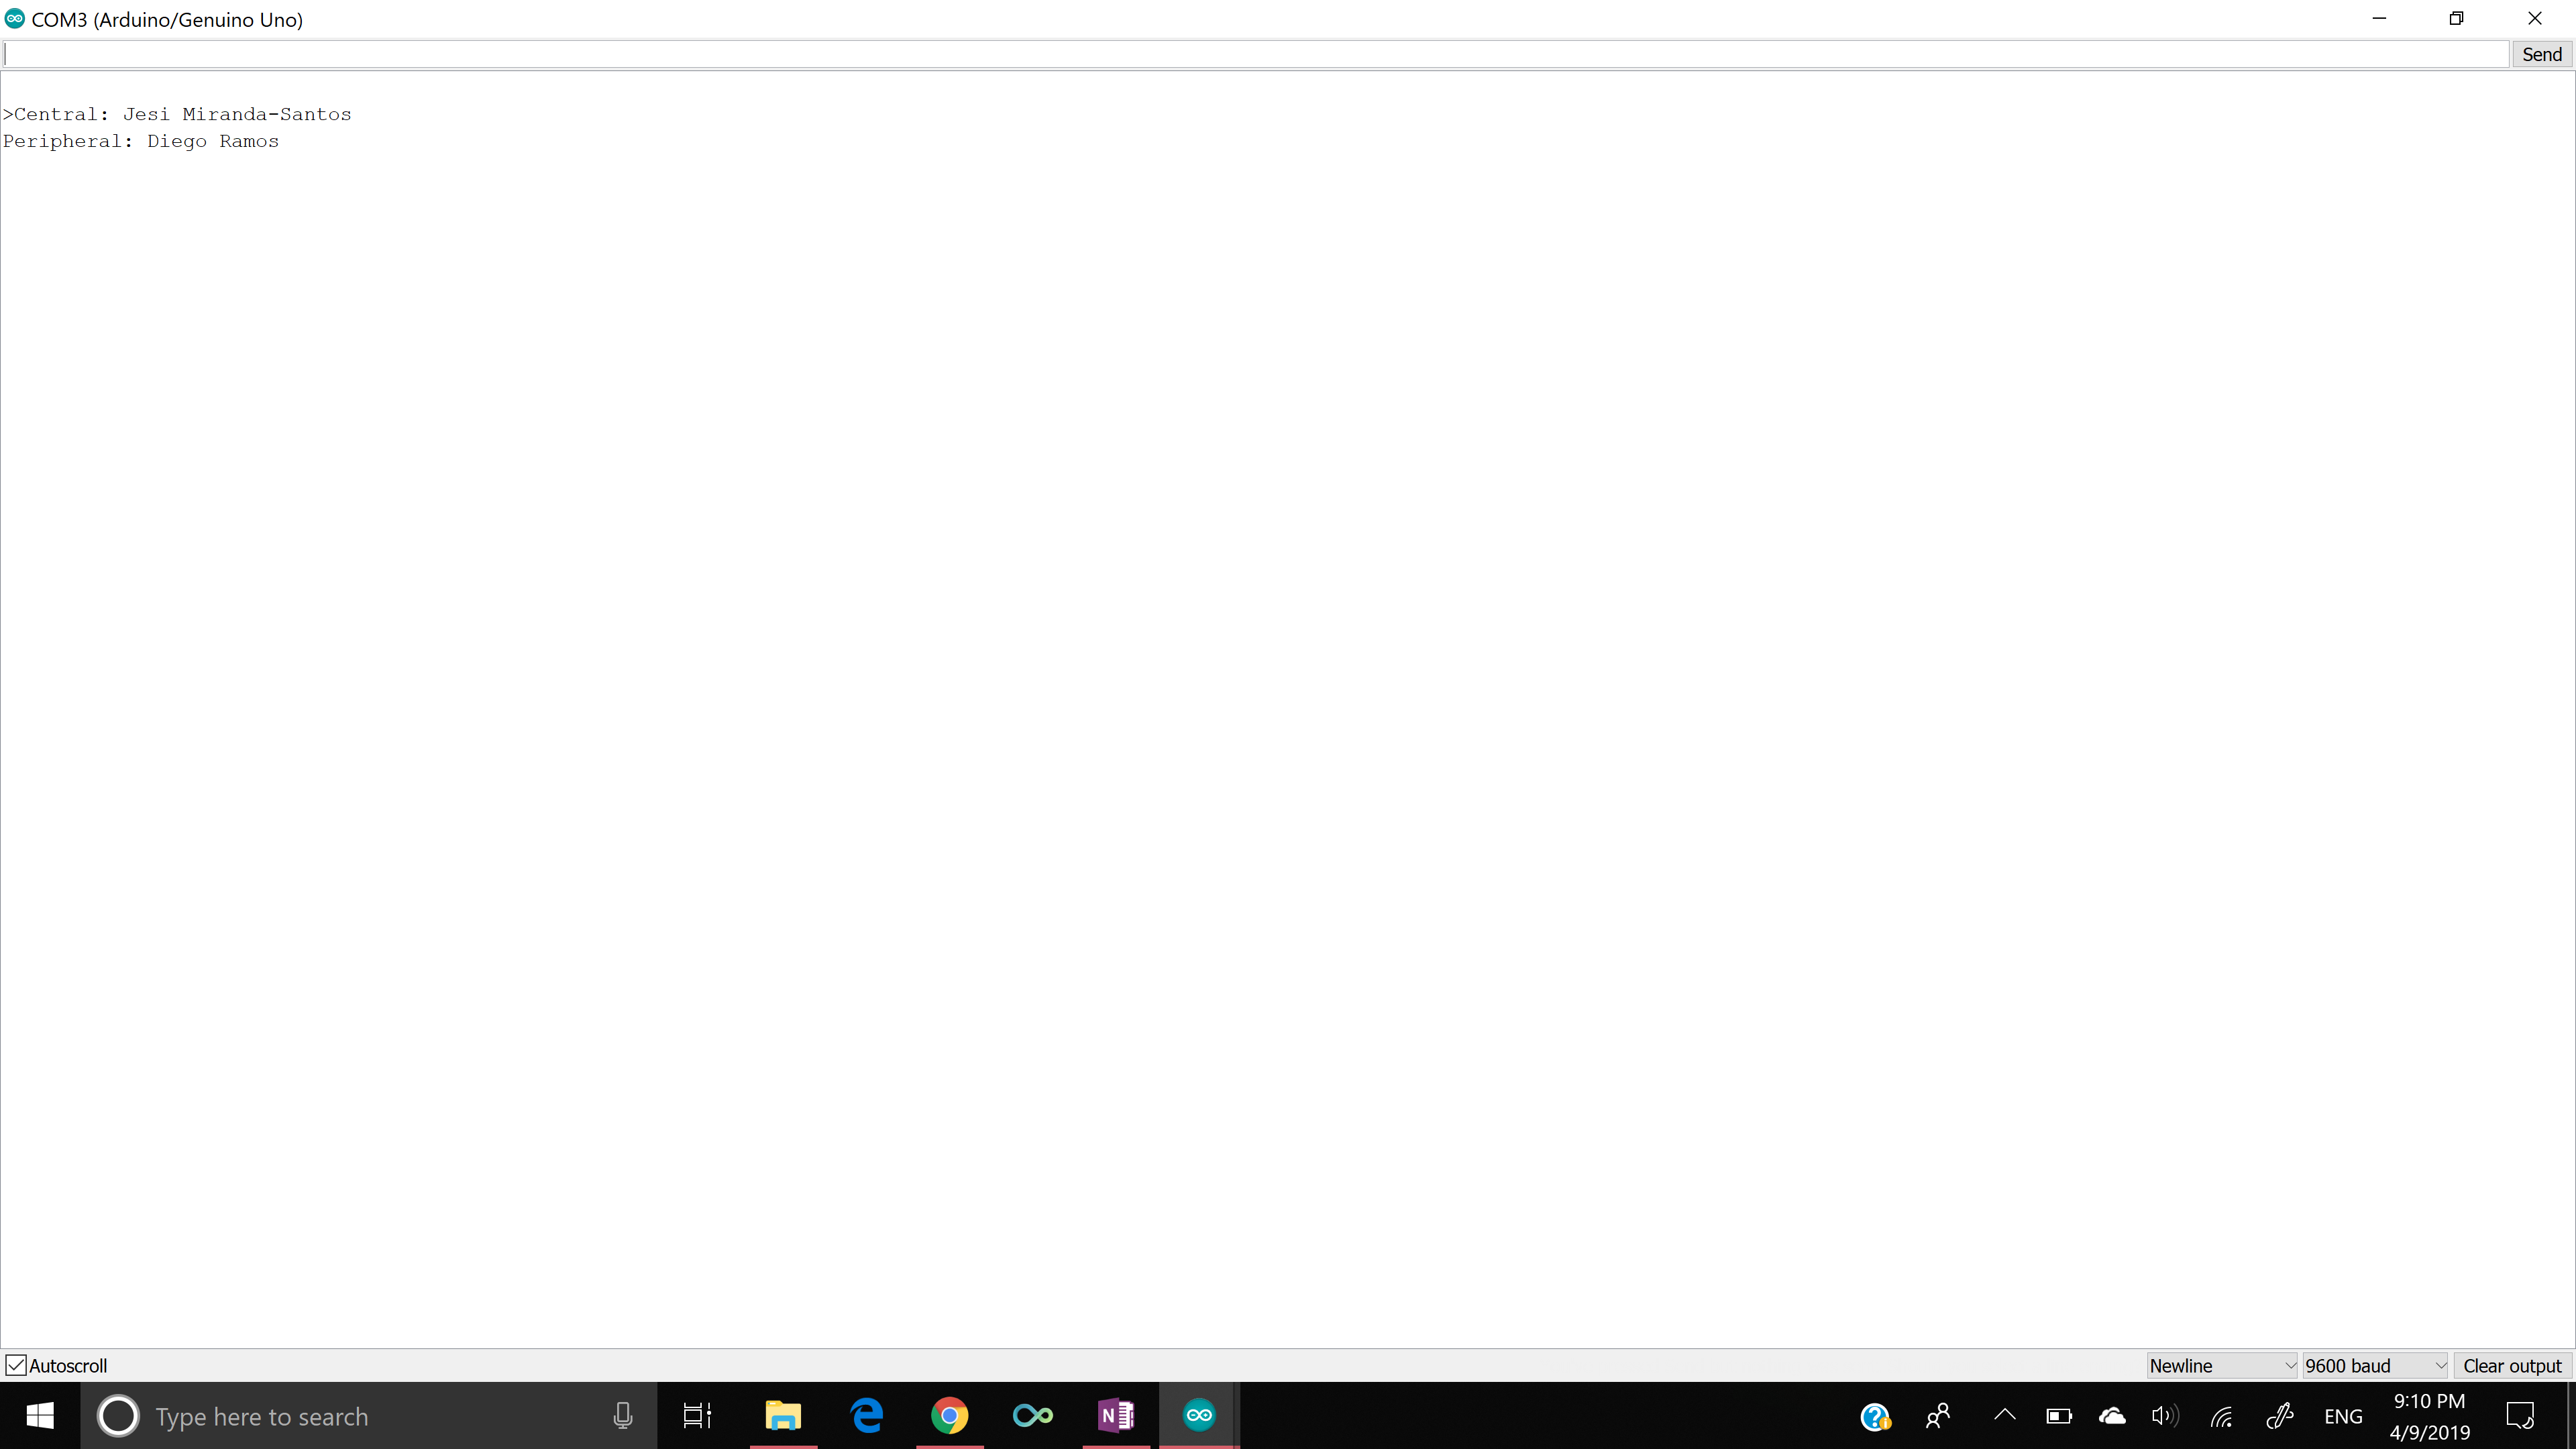 COM3 (Arduino/Genuino Uno)
Send
>Central: Jesi Miranda-Santos
Peripheral: Diego Ramos
Autoscroll
Newline
9600 baud
Clear output
Type here to search
N
ENG
9:10 PM
4/9/2019